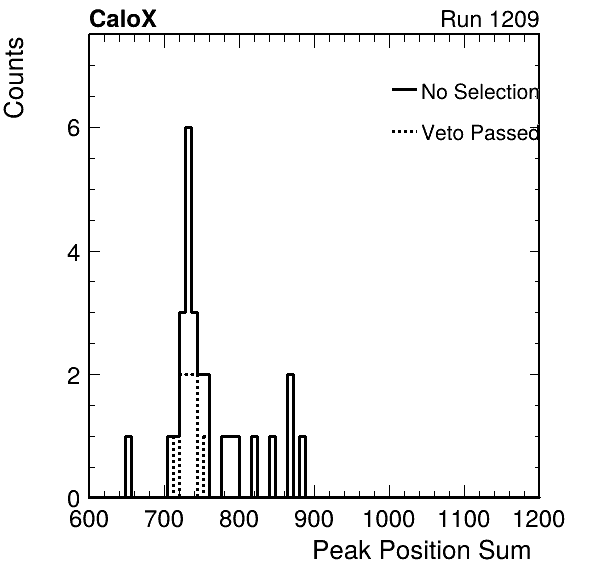 CaloX Run 1209
Counts
No Selection
Veto Passed
6
4
2
0
600 700 800 900 1000 1100 1200
Peak Position Sum